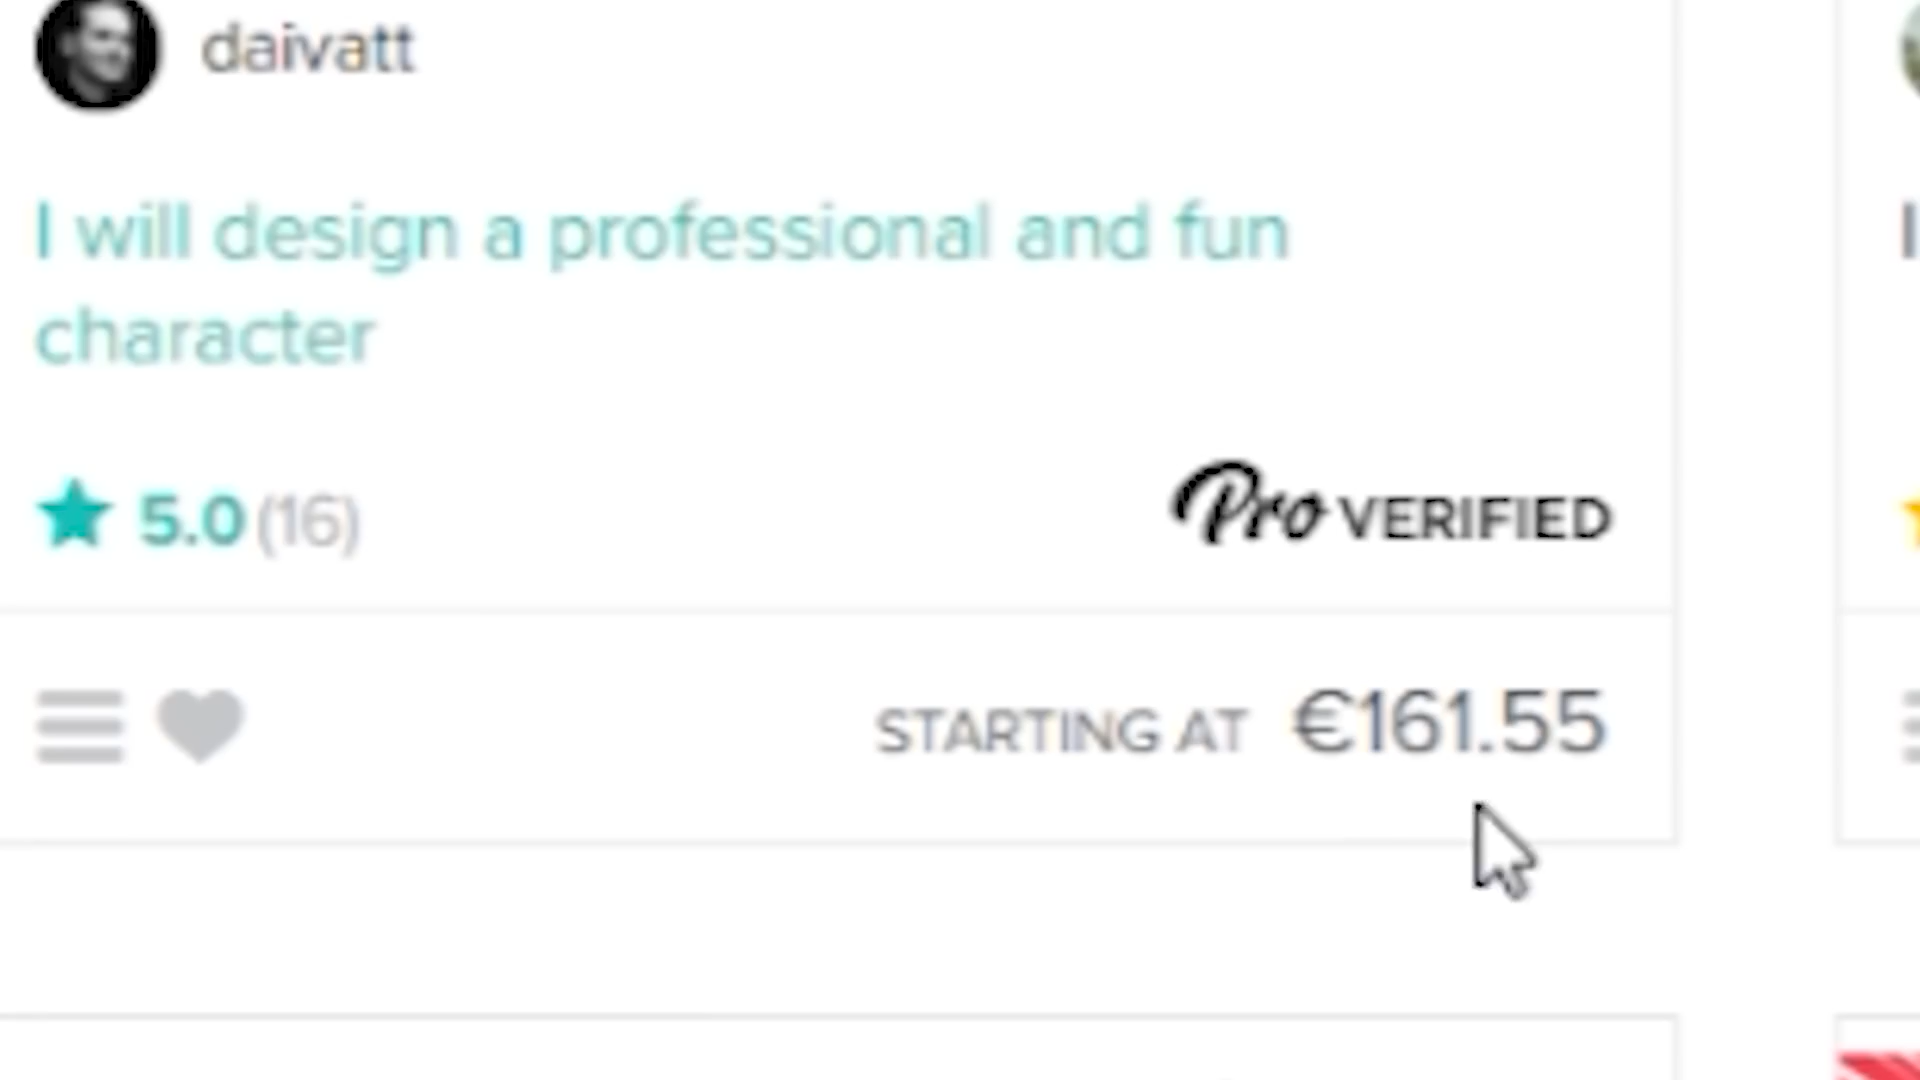 daivatt
I will design a professional and fun
character
5.0 (16)
Pro VERIFIED
STARTING AT €161.55